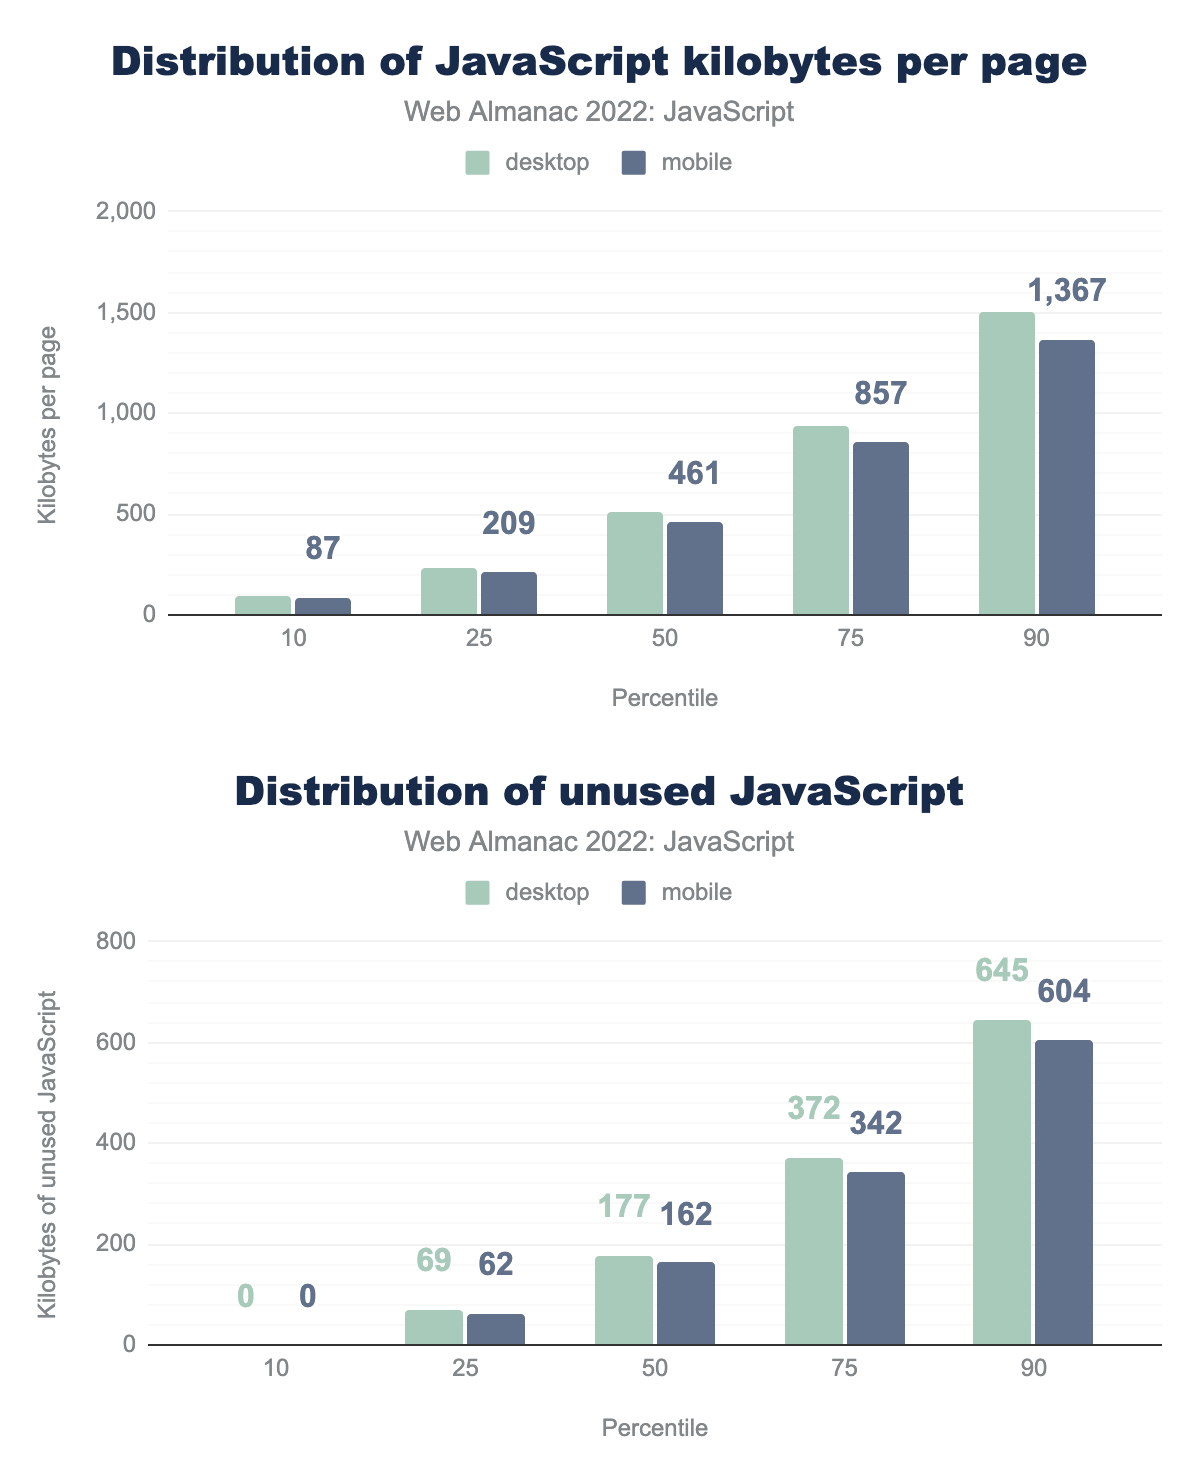 Distribution of JavaScript kilobytes per page
Web Almanac 2022: JavaScript
desktop mobile
Kilobytes per page
2,000
1,500
1,000
500
0
87
209
461
857
1,367
10 25 50 75 90
Percentile
Distribution of unused JavaScript
Web Almanac 2022: JavaScript
desktop mobile
Kilobytes of unused JavaScript
800
600
400
200
0
0 0
69 62
177 162
372 342
645 604
10 25 50 75 90
Percentile